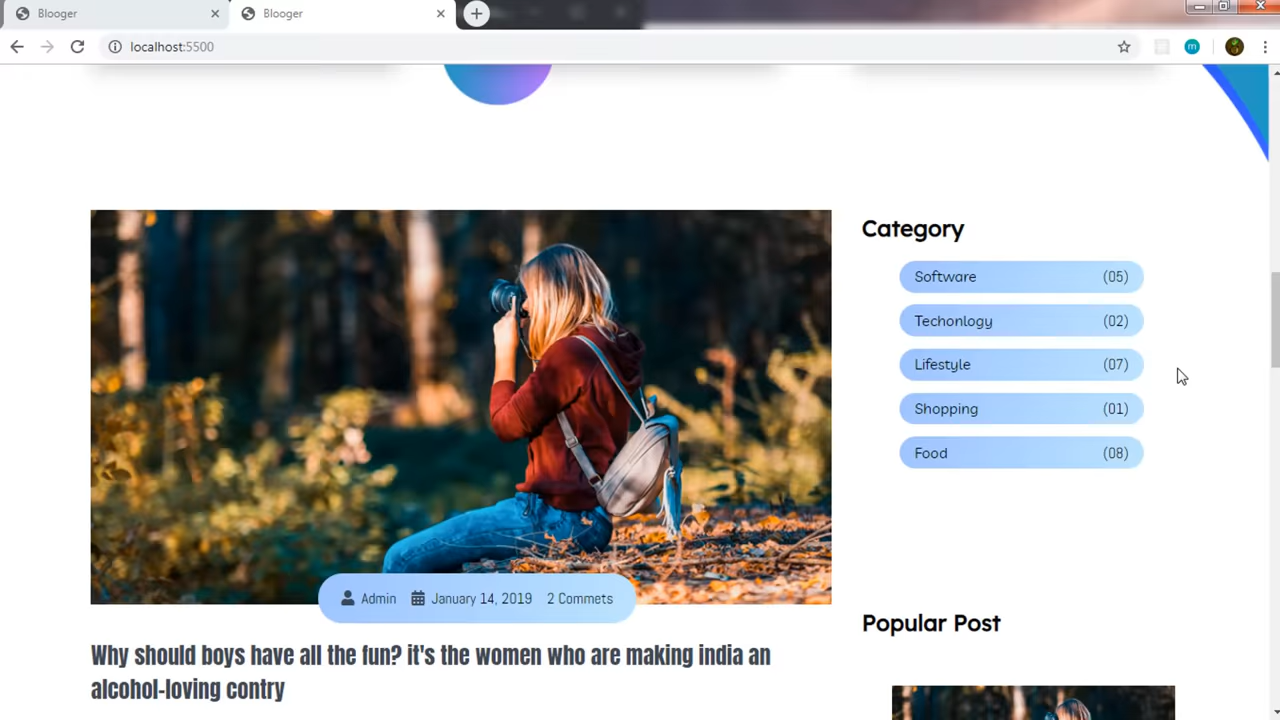 Blooger
Blooger
localhost:5500
m
Category
Software (05)
Techonlogy (02)
Lifestyle (07)
Shopping (01)
Food (08)
Admin January 14, 2019 2 Commets
Why should boys have all the fun? it's the women who are making india an
alcohol-loving contry
Popular Post